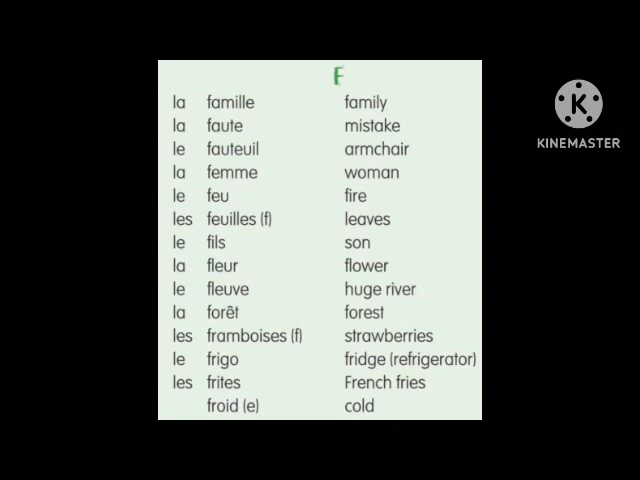 F
la famille family
la faute mistake
le fauteuil armchair
la femme woman
le feu fire
les feuilles (f) leaves
le fils son
la fleur flower
le fleuve huge river
la forêt forest
les framboises (f) strawberries
le frigo fridge (refrigerator)
les frites French fries
froid (e) cold
K
KINEMASTER